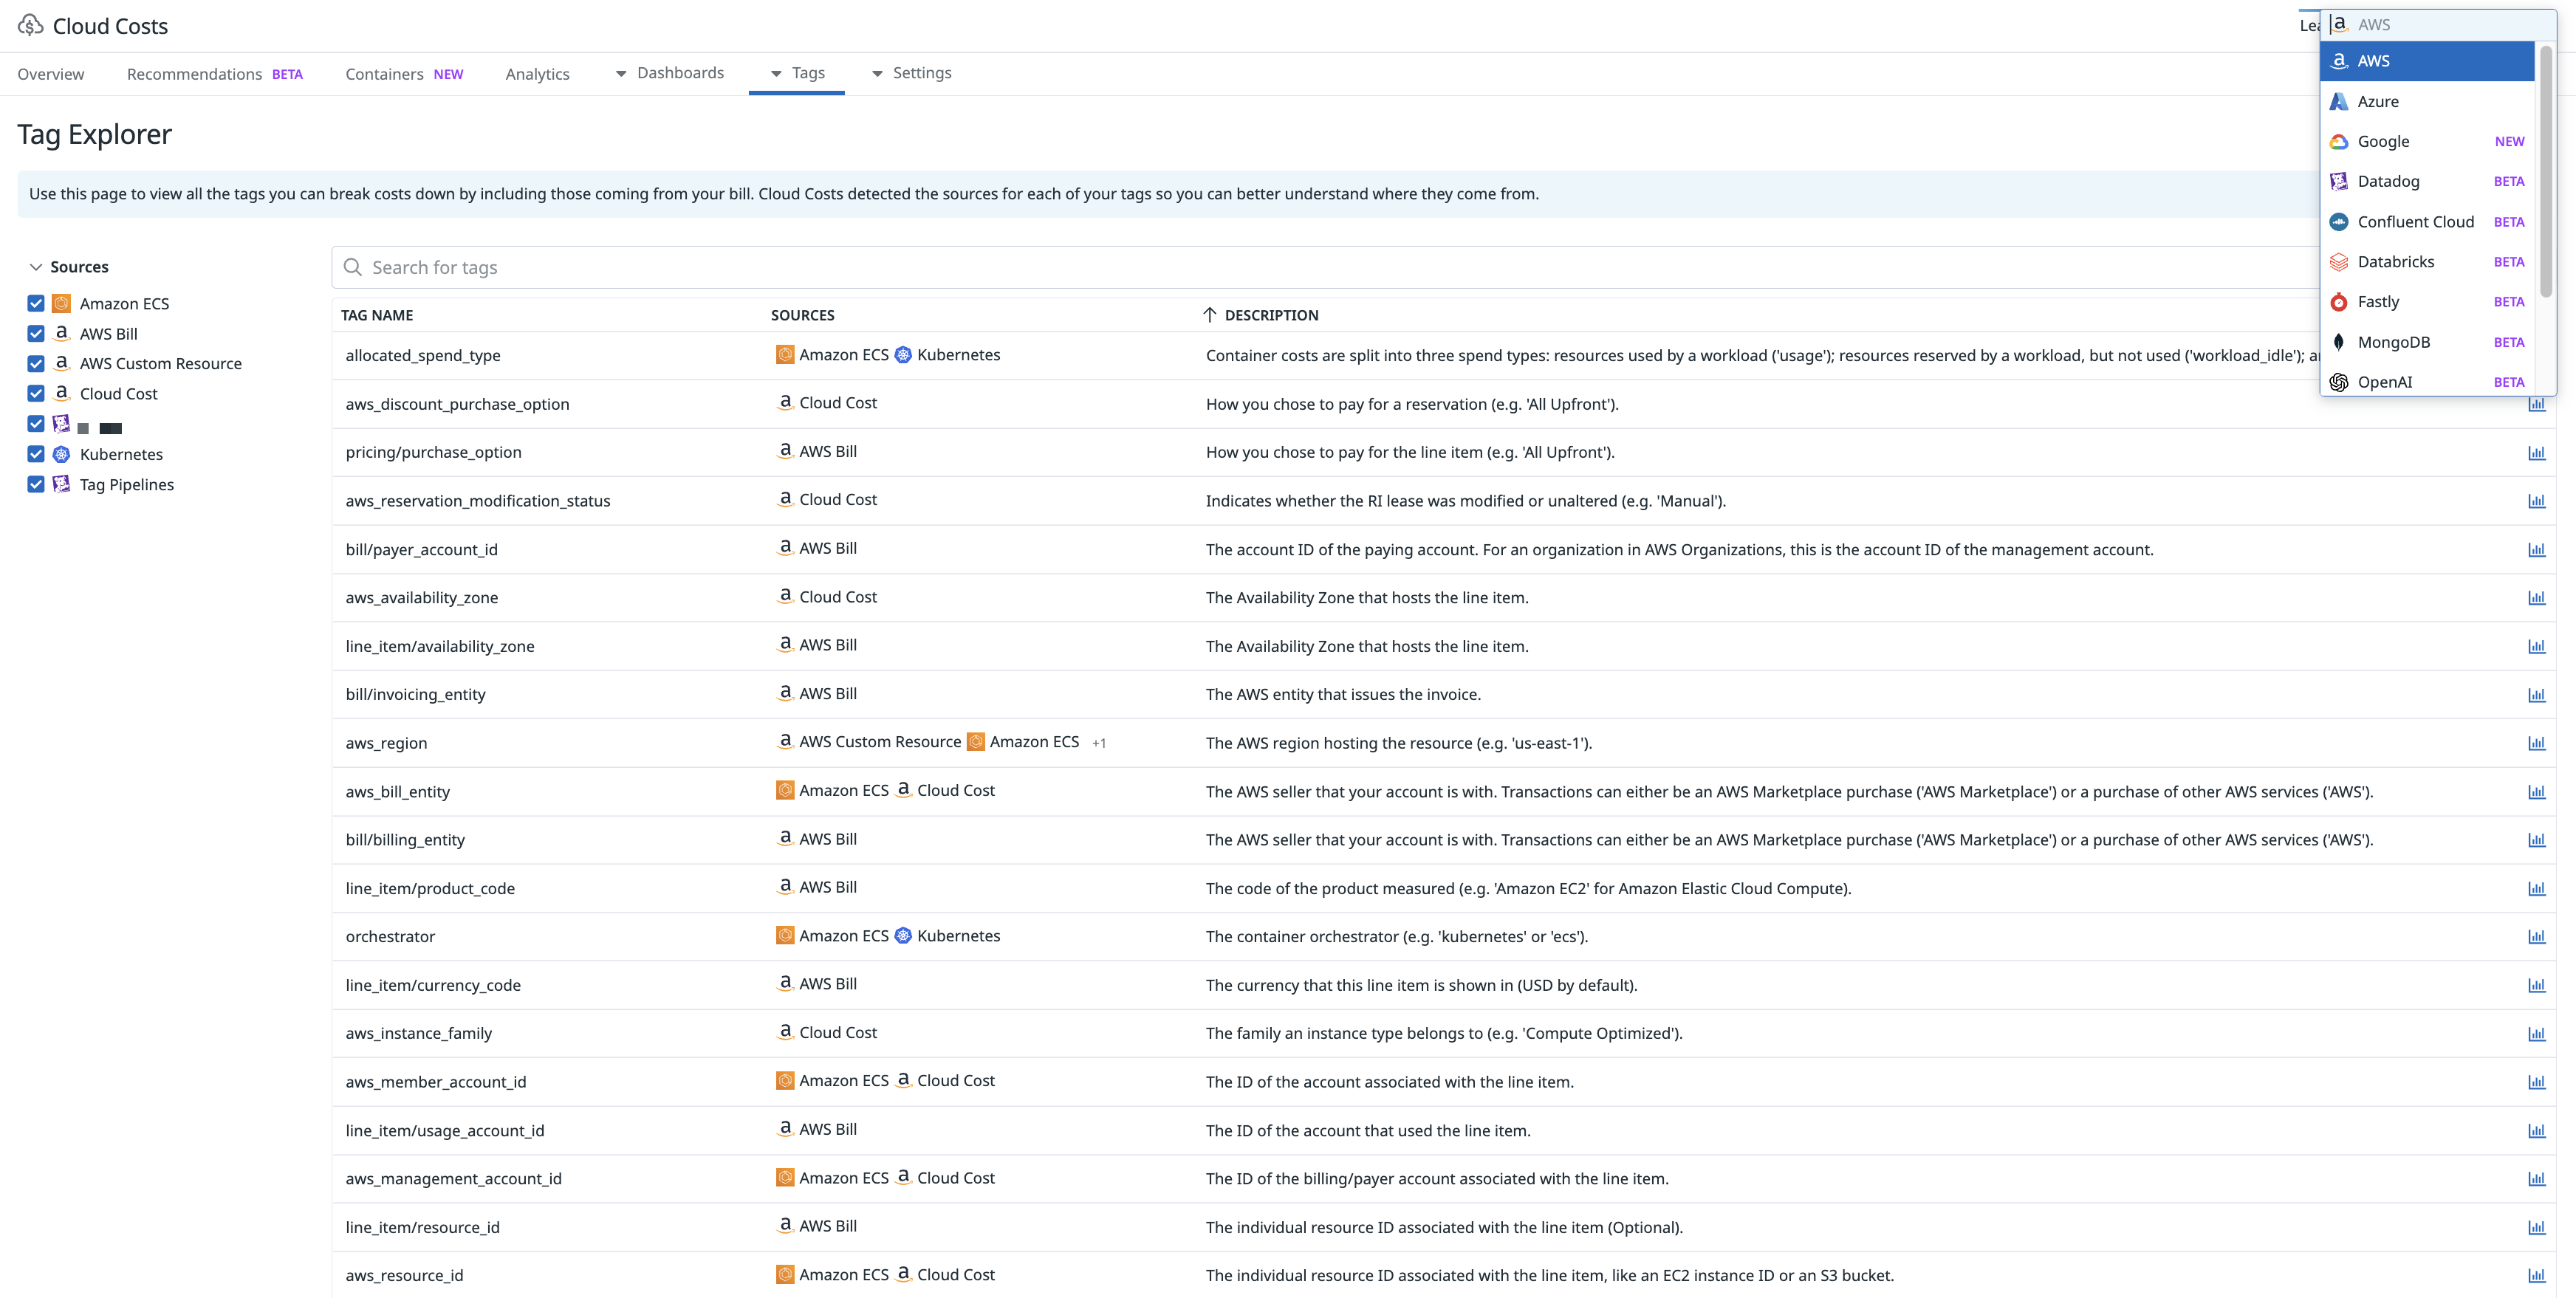 Cloud Costs
Lea
AWS
Overview Recommendations BETA Containers NEW Analytics Dashboards Tags Settings
AWS
Azure
Google NEW
Datadog BETA
Confluent Cloud BETA
Databricks BETA
Fastly BETA
MongoDB BETA
OpenAI BETA
Tag Explorer
Use this page to view all the tags you can break costs down by including those coming from your bill. Cloud Costs detected the sources for each of your tags so you can better understand where they come from.
Sources
Amazon ECS
AWS Bill
AWS Custom Resource
Cloud Cost
Kubernetes
Tag Pipelines
Search for tags
TAG NAME SOURCES DESCRIPTION
allocated_spend_type Amazon ECS Kubernetes Container costs are split into three spend types: resources used by a workload ('usage'); resources reserved by a workload, but not used ('workload_idle'); a
aws_discount_purchase_option Cloud Cost How you chose to pay for a reservation (e.g. 'All Upfront').
pricing/purchase_option AWS Bill How you chose to pay for the line item (e.g. 'All Upfront').
aws_reservation_modification_status Cloud Cost Indicates whether the RI lease was modified or unaltered (e.g. 'Manual').
bill/payer_account_id AWS Bill The account ID of the paying account. For an organization in AWS Organizations, this is the account ID of the management account.
aws_availability_zone Cloud Cost The Availability Zone that hosts the line item.
line_item/availability_zone AWS Bill The Availability Zone that hosts the line item.
bill/invoicing_entity AWS Bill The AWS entity that issues the invoice.
aws_region AWS Custom Resource Amazon ECS +1 The AWS region hosting the resource (e.g. 'us-east-1').
aws_bill_entity Amazon ECS Cloud Cost The AWS seller that your account is with. Transactions can either be an AWS Marketplace purchase ('AWS Marketplace') or a purchase of other AWS services ('AWS').
bill/billing_entity AWS Bill The AWS seller that your account is with. Transactions can either be an AWS Marketplace purchase ('AWS Marketplace') or a purchase of other AWS services ('AWS').
line_item/product_code AWS Bill The code of the product measured (e.g. 'Amazon EC2' for Amazon Elastic Cloud Compute).
orchestrator Amazon ECS Kubernetes The container orchestrator (e.g. 'kubernetes' or 'ecs').
line_item/currency_code AWS Bill The currency that this line item is shown in (USD by default).
aws_instance_family Cloud Cost The family an instance type belongs to (e.g. 'Compute Optimized').
aws_member_account_id Amazon ECS Cloud Cost The ID of the account associated with the line item.
line_item/usage_account_id AWS Bill The ID of the account that used the line item.
aws_management_account_id Amazon ECS Cloud Cost The ID of the billing/payer account associated with the line item.
line_item/resource_id AWS Bill The individual resource ID associated with the line item (Optional).
aws_resource_id Amazon ECS Cloud Cost The individual resource ID associated with the line item, like an EC2 instance ID or an S3 bucket.